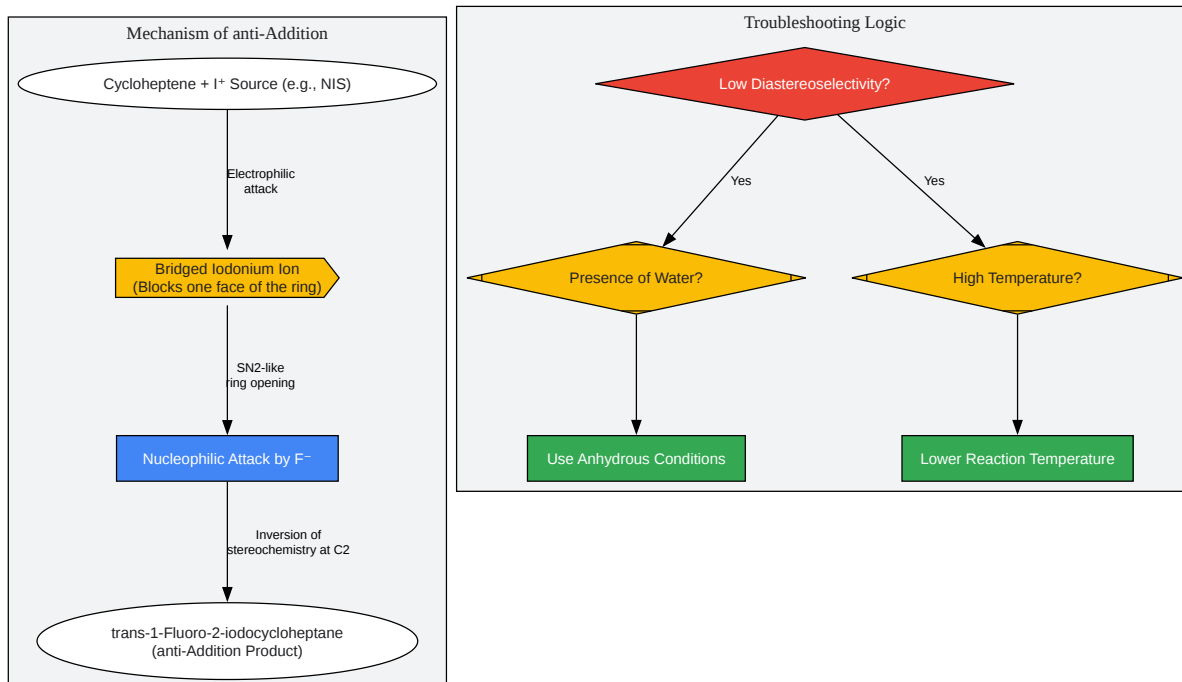 Mechanism of anti-Addition
Cycloheptene + I⁺ Source (e.g., NIS)
Electrophilic
attack
Bridged Iodonium Ion
(Blocks one face of the ring)
SN2-like
ring opening
Nucleophilic Attack by F⁻
Inversion of
stereochemistry at C2
trans-1-Fluoro-2-iodocycloheptane
(anti-Addition Product)
Troubleshooting Logic
Low Diastereoselectivity?
Yes
Yes
Presence of Water?
High Temperature?
Use Anhydrous Conditions
Lower Reaction Temperature